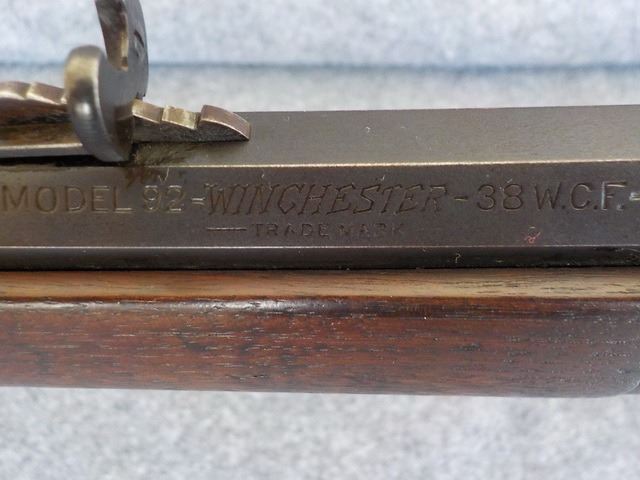 MODEL 92=WINCHESTER-38 W.C.F.-
— TRADE MARK